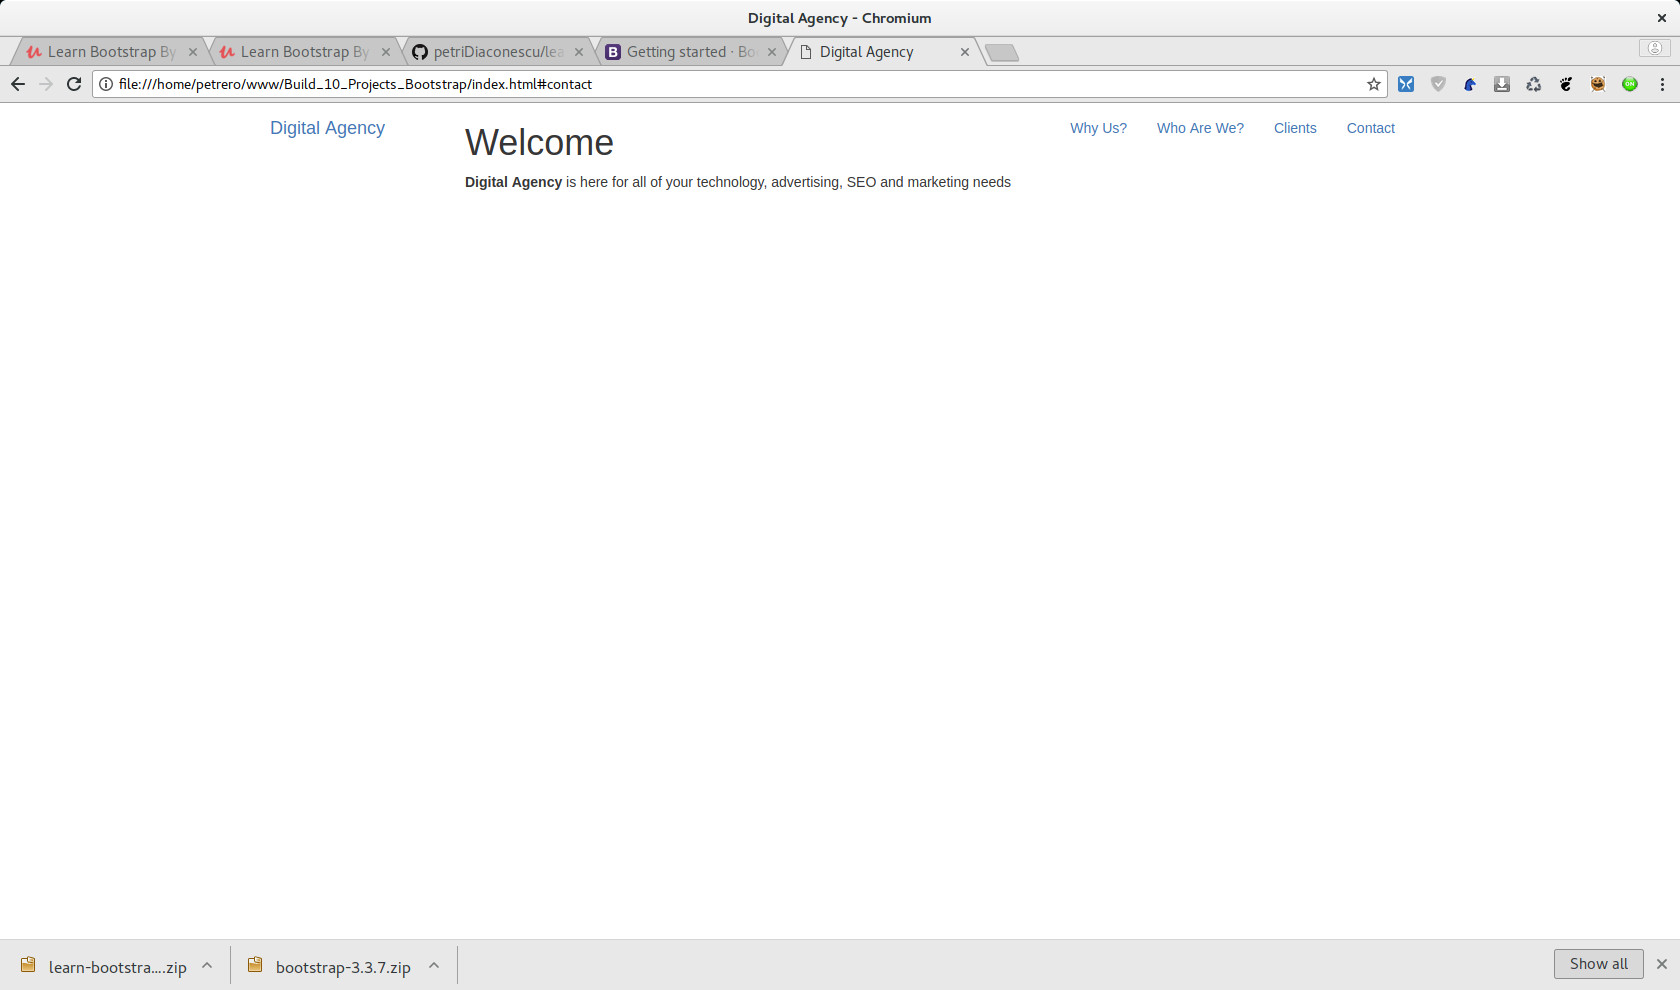 Digital Agency - Chromium
Learn Bootstrap By
Learn Bootstrap By
petriDiaconescu/lea
Getting started · Bo
Digital Agency
file:///home/petrero/www/Build_10_Projects_Bootstrap/index.html#contact
ON
Digital Agency
Why Us? Who Are We? Clients Contact
Welcome
Digital Agency is here for all of your technology, advertising, SEO and marketing needs
learn-bootstra....zip
bootstrap-3.3.7.zip
Show all